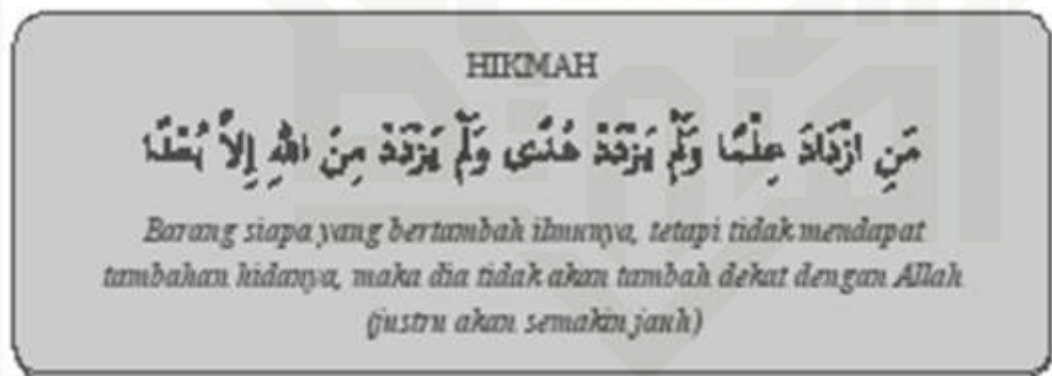 HIKMAH
مَنِ ازْدَادَ عِلْمًا وَلَمْ يَزْدَدْ هُدًى وَلَمْ يَزْدَدْ مِنَ اللهِ إِلاَّ بُعْدًا
Barang siapa yang bertambah ilmunya, tetapi tidak mendapat
tambahan hidanya, maka dia tidak akan tambah dekat dengan Allah
(justru akan semakin jauh)